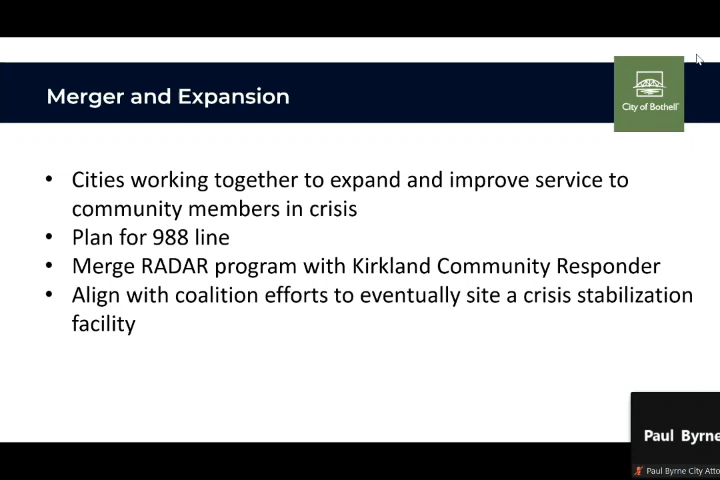 Merger and Expansion
City of Bothell
• Cities working together to expand and improve service to
community members in crisis
• Plan for 988 line
• Merge RADAR program with Kirkland Community Responder
• Align with coalition efforts to eventually site a crisis stabilization
facility
Paul Byrne
Paul Byrne City Atto